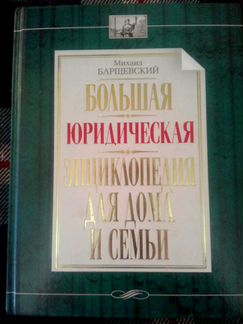 Михаил
БАРЩЕВСКИЙ
БОЛЬШАЯ
ЮРИДИЧЕСКАЯ
ЭНЦИКЛОПЕДИЯ
ДЛЯ ДОМА
И СЕМЬИ